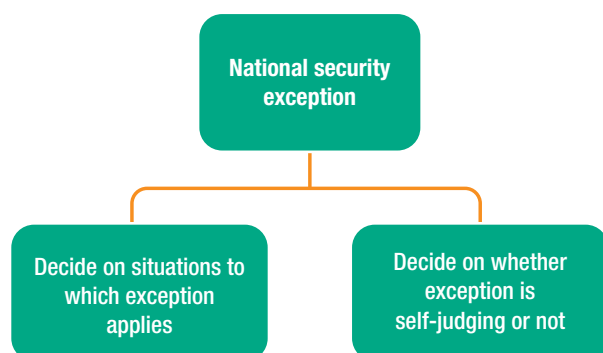 National security
exception
Decide on situations to
which exception
applies
Decide on whether
exception is
self-judging or not